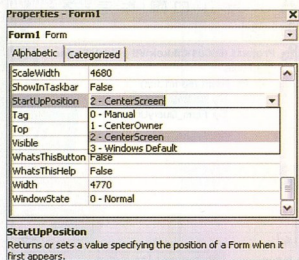 Properties - Form1 X
Form1 Form
Alphabetic Categorized
ScaleWidth 4680
ShowInTaskbar False
StartUpPosition 2 - CenterScreen
Tag 0 - Manual
Top 1 - CenterOwner
Visible 2 - CenterScreen
3 - Windows Default
WhatsThisButton False
WhatsThisHelp False
Width 4770
WindowState 0 - Normal
StartUpPosition
Returns or sets a value specifying the position of a Form when it
first appears.